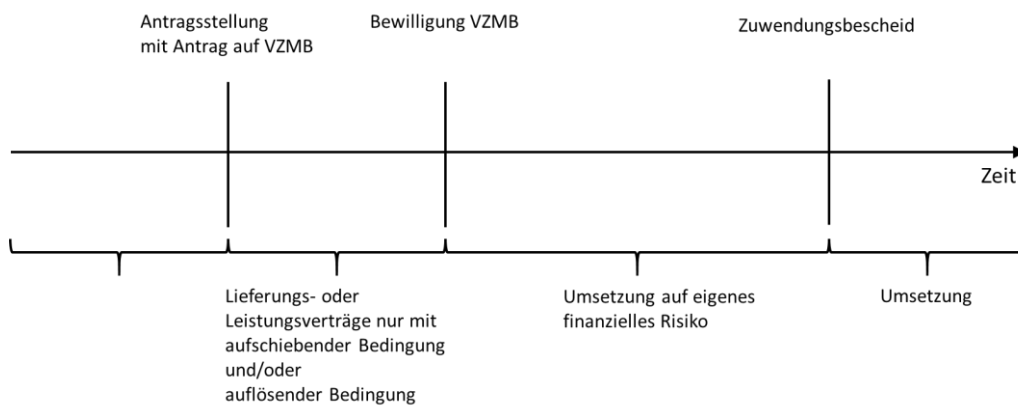 Antragsstellung
mit Antrag auf VZMB
Bewilligung VZMB
Zuwendungsbescheid
Zeit
Lieferungs- oder
Leistungsverträge nur mit
aufschiebender Bedingung
und/oder
auflösender Bedingung
Umsetzung auf eigenes
finanzielles Risiko
Umsetzung